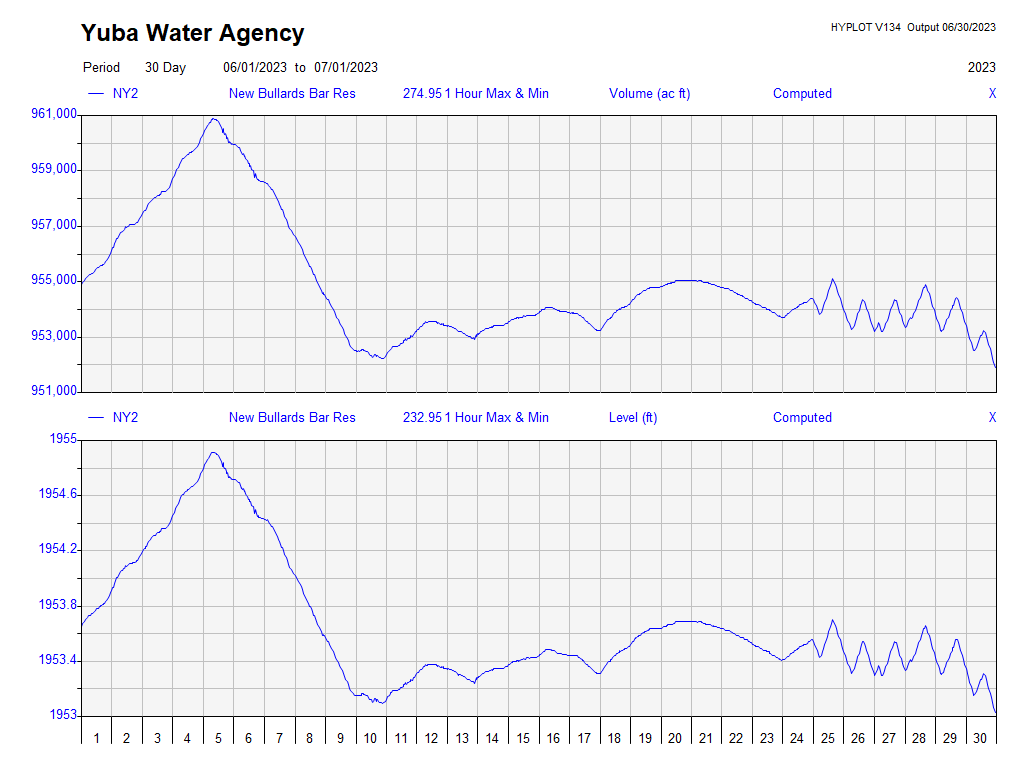 Yuba Water Agency
HYPLOT V134 Output 06/30/2023
Period 30 Day 06/01/2023 to 07/01/2023 2023
NY2 New Bullards Bar Res 274.95 1 Hour Max & Min Volume (ac ft) Computed X
961,000
959,000
957,000
955,000
953,000
951,000
NY2 New Bullards Bar Res 232.95 1 Hour Max & Min Level (ft) Computed X
1955
1954.6
1954.2
1953.8
1953.4
1953
1 2 3 4 5 6 7 8 9 10 11 12 13 14 15 16 17 18 19 20 21 22 23 24 25 26 27 28 29 30